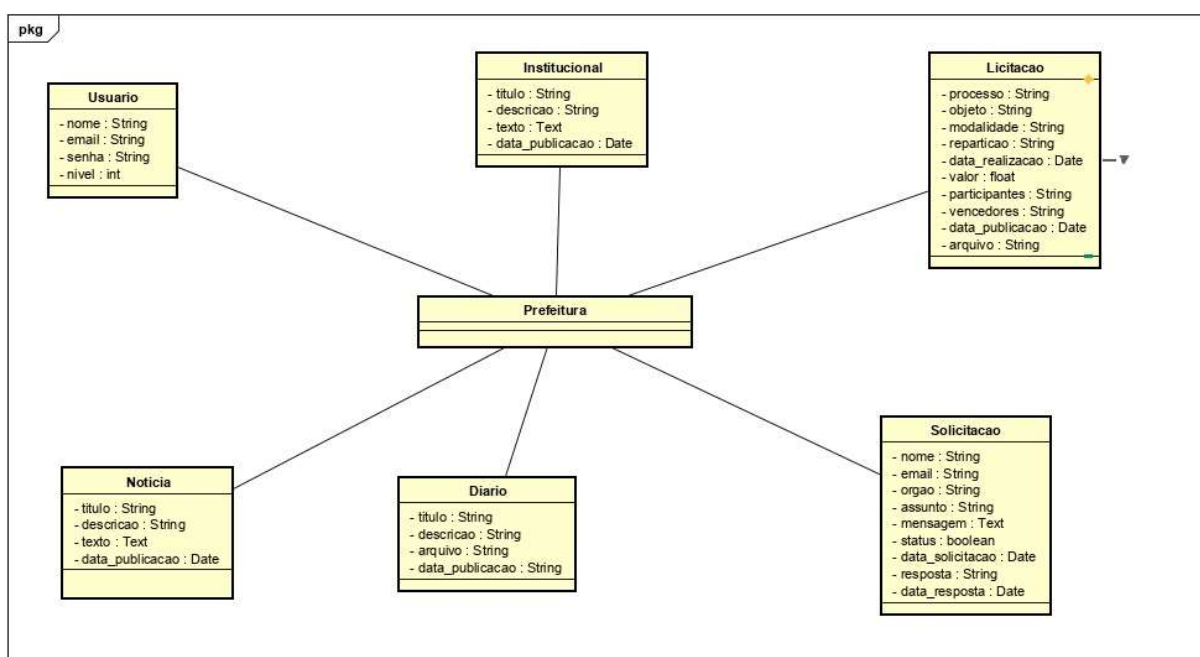 pkg
Usuario
- nome : String
- email : String
- senha : String
- nivel : int
Institucional
- titulo : String
- descricao : String
- texto : Text
- data_publicacao : Date
Licitacao
- processo : String
- objeto : String
- modalidade : String
- reparticao : String
- data_realizacao : Date
- valor : float
- participantes : String
- vencedores : String
- data_publicacao : Date
- arquivo : String
Prefeitura
Noticia
- titulo : String
- descricao : String
- texto : Text
- data_publicacao : Date
Diario
- titulo : String
- descricao : String
- arquivo : String
- data_publicacao : String
Solicitacao
- nome : String
- email : String
- orgao : String
- assunto : String
- mensagem : Text
- status : boolean
- data_solicitacao : Date
- resposta : String
- data_resposta : Date